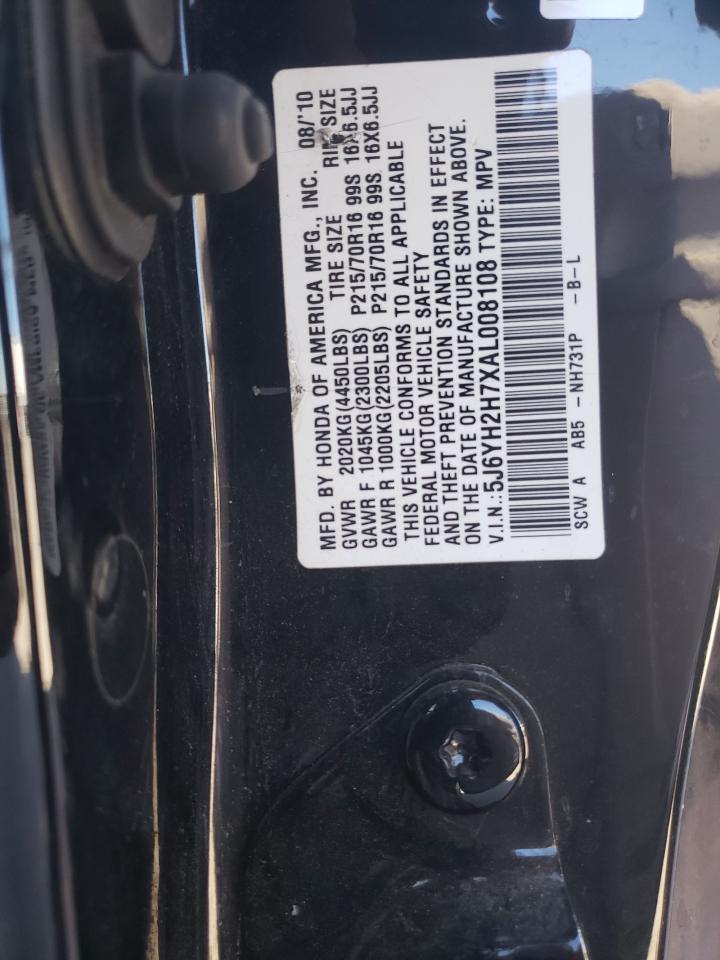 MFD. BY HONDA OF AMERICA MFG., INC. 08/'10
GVWR 2020KG(4450LBS) TIRE SIZE RIM SIZE
GAWR F 1045KG(2300LBS) P215/70R16 99S 16X6.5JJ
GAWR R 1000KG(2205LBS) P215/70R16 99S 16X6.5JJ
THIS VEHICLE CONFORMS TO ALL APPLICABLE
FEDERAL MOTOR VEHICLE SAFETY
AND THEFT PREVENTION STANDARDS IN EFFECT
ON THE DATE OF MANUFACTURE SHOWN ABOVE.
V.I.N.:5J6YH2H7XAL008108 TYPE: MPV
SCW A AB5 -NH731P -B-L